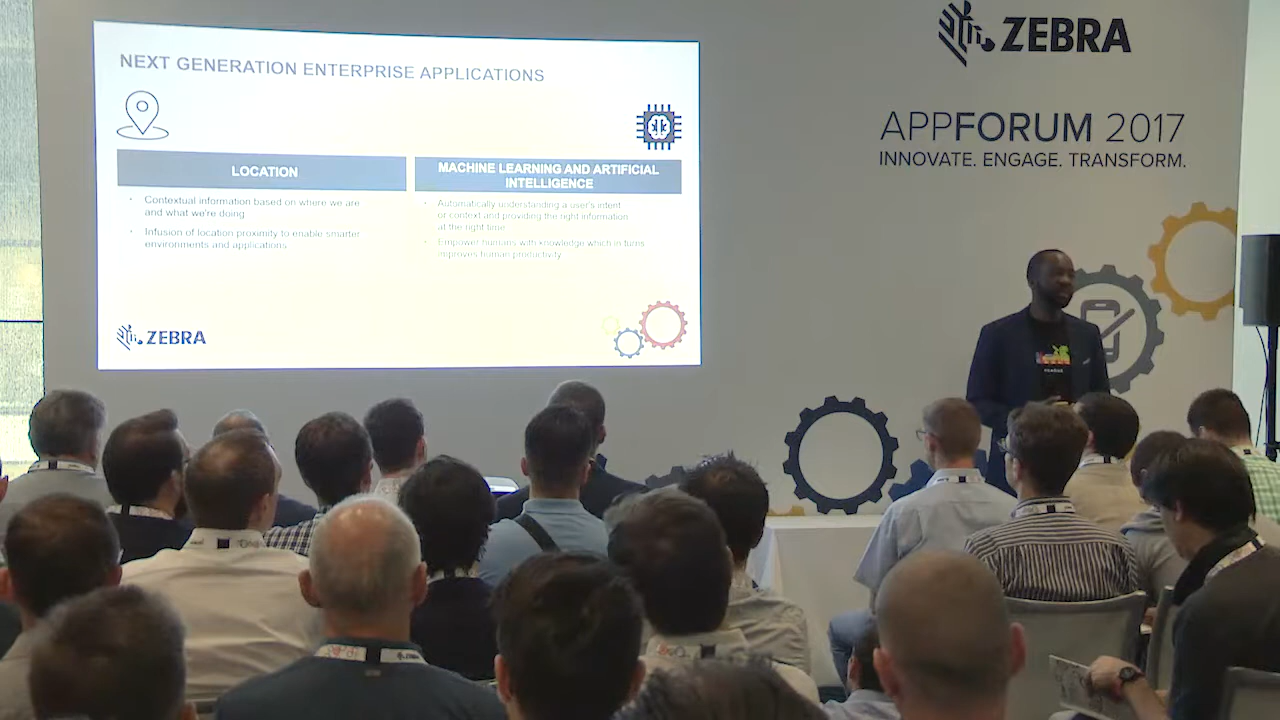 NEXT GENERATION ENTERPRISE APPLICATIONS
LOCATION
• Contextual information based on where we are
and what we're doing
• Infusion of location proximity to enable smarter
environments and applications
MACHINE LEARNING AND ARTIFICIAL
INTELLIGENCE
• Automatically understanding a user's intent
or context and providing the right information
at the right time
• Empower humans with knowledge which in turns
improves human productivity
ZEBRA
ZEBRA
APPFORUM 2017
INNOVATE. ENGAGE. TRANSFORM.
ZEBRA